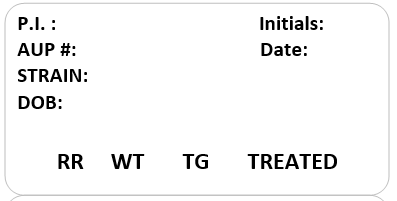 P.I. : Initials:
AUP #: Date:
STRAIN:
DOB:
RR WT TG TREATED